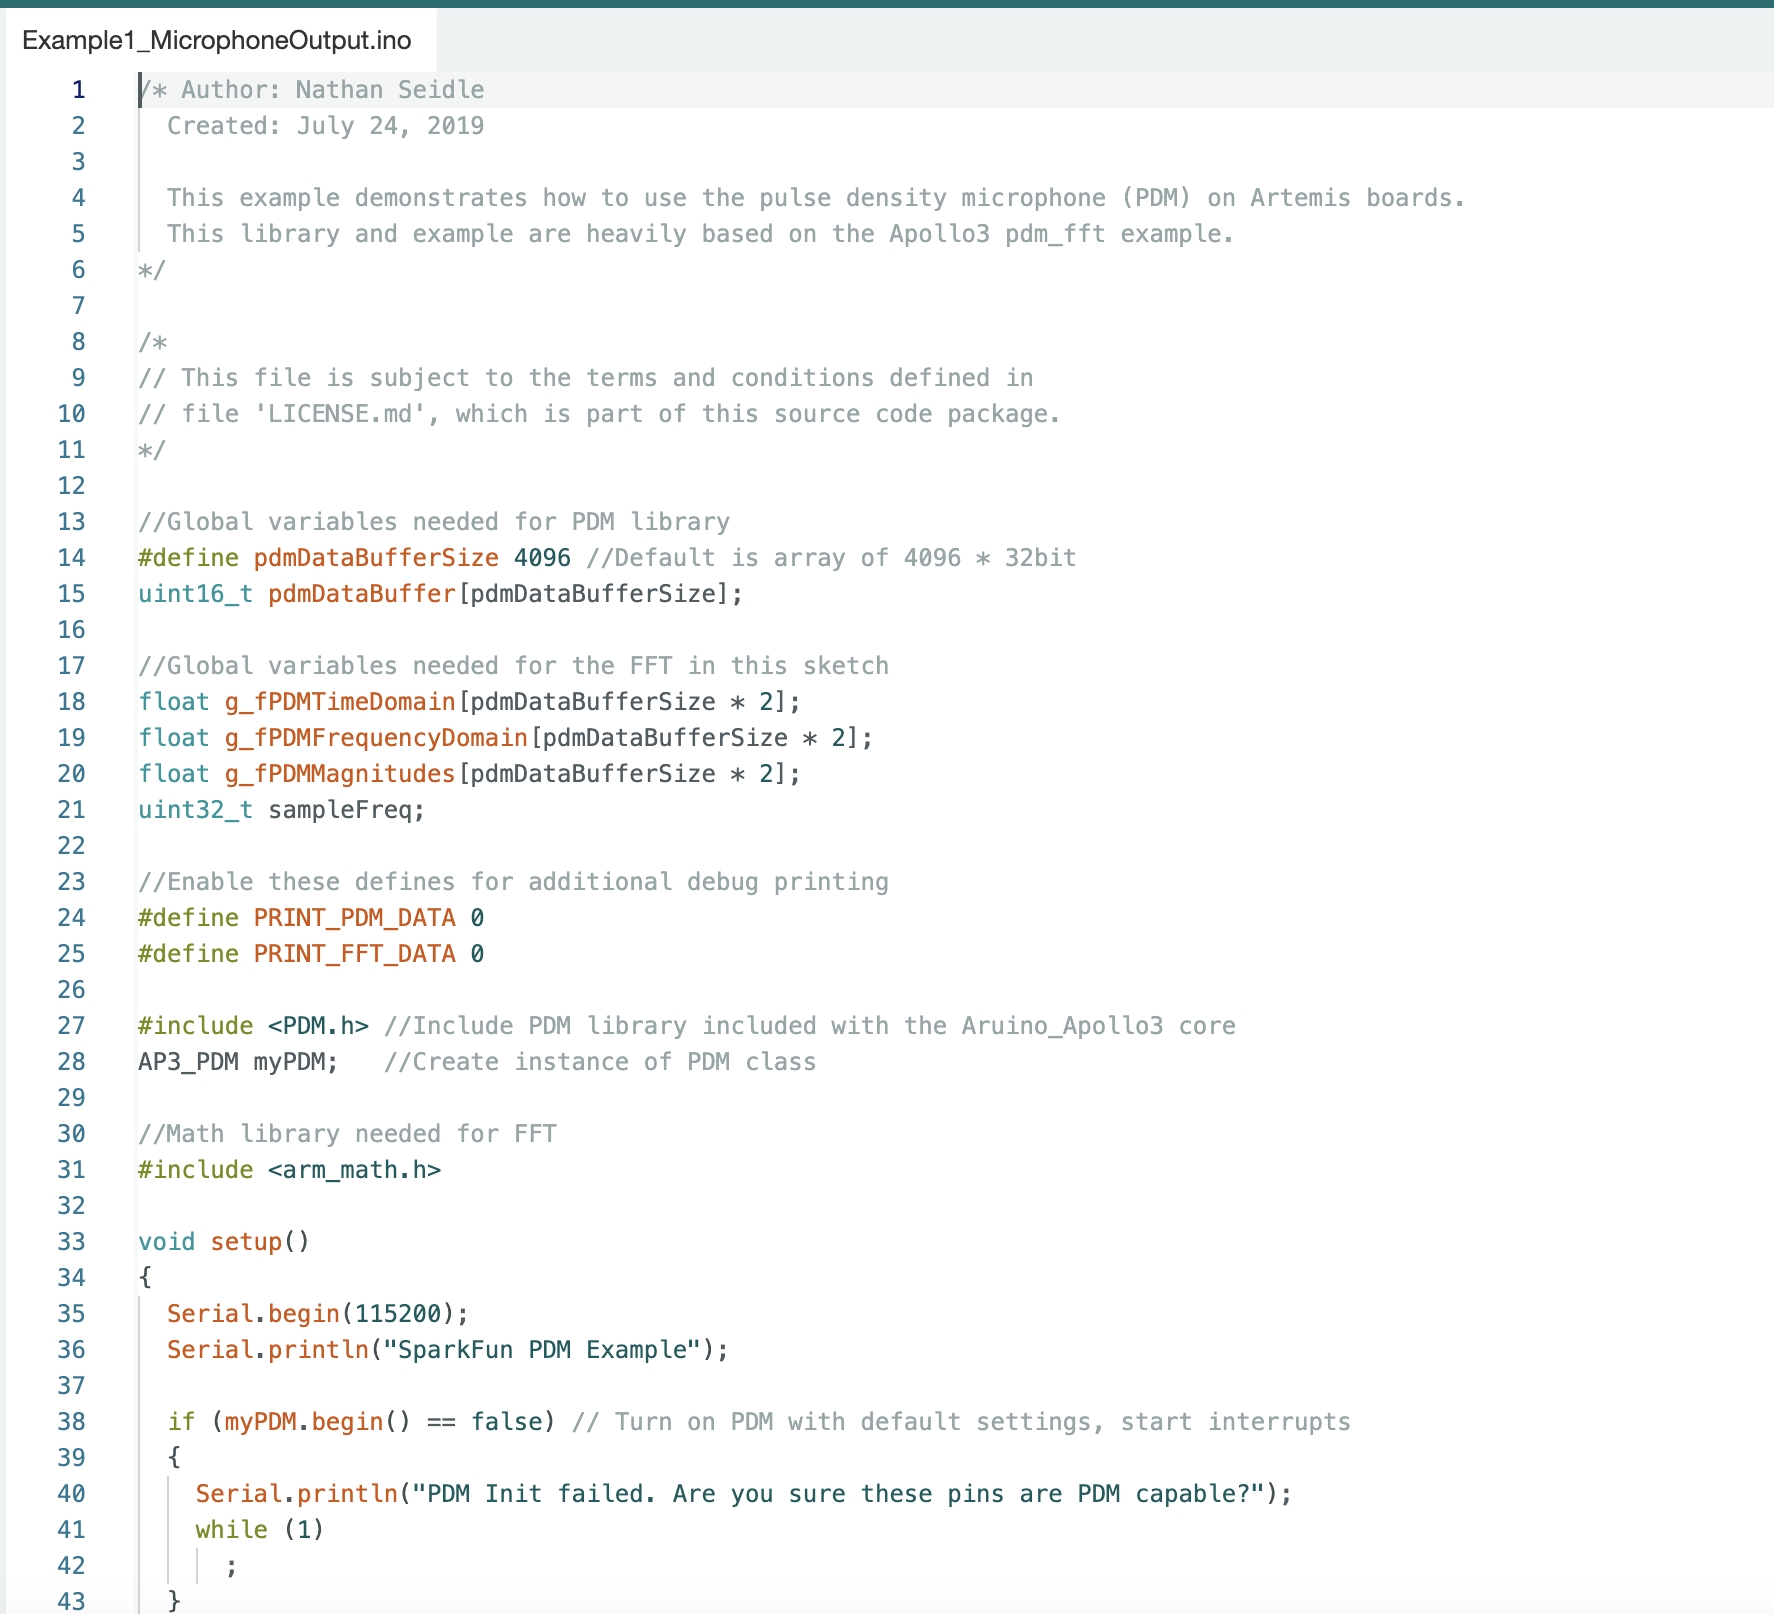 Example1_MicrophoneOutput.ino
1 /* Author: Nathan Seidle
2   Created: July 24, 2019
3
4   This example demonstrates how to use the pulse density microphone (PDM) on Artemis boards.
5   This library and example are heavily based on the Apollo3 pdm_fft example.
6 */
7
8 /*
9 // This file is subject to the terms and conditions defined in
10 // file 'LICENSE.md', which is part of this source code package.
11 */
12
13 //Global variables needed for PDM library
14 #define pdmDataBufferSize 4096 //Default is array of 4096 * 32bit
15 uint16_t pdmDataBuffer[pdmDataBufferSize];
16
17 //Global variables needed for the FFT in this sketch
18 float g_fPDMTimeDomain[pdmDataBufferSize * 2];
19 float g_fPDMFrequencyDomain[pdmDataBufferSize * 2];
20 float g_fPDMMagnitudes[pdmDataBufferSize * 2];
21 uint32_t sampleFreq;
22
23 //Enable these defines for additional debug printing
24 #define PRINT_PDM_DATA 0
25 #define PRINT_FFT_DATA 0
26
27 #include <PDM.h> //Include PDM library included with the Aruino_Apollo3 core
28 AP3_PDM myPDM;   //Create instance of PDM class
29
30 //Math library needed for FFT
31 #include <arm_math.h>
32
33 void setup()
34 {
35   Serial.begin(115200);
36   Serial.println("SparkFun PDM Example");
37
38   if (myPDM.begin() == false) // Turn on PDM with default settings, start interrupts
39   {
40     Serial.println("PDM Init failed. Are you sure these pins are PDM capable?");
41     while (1)
42       ;
43   }